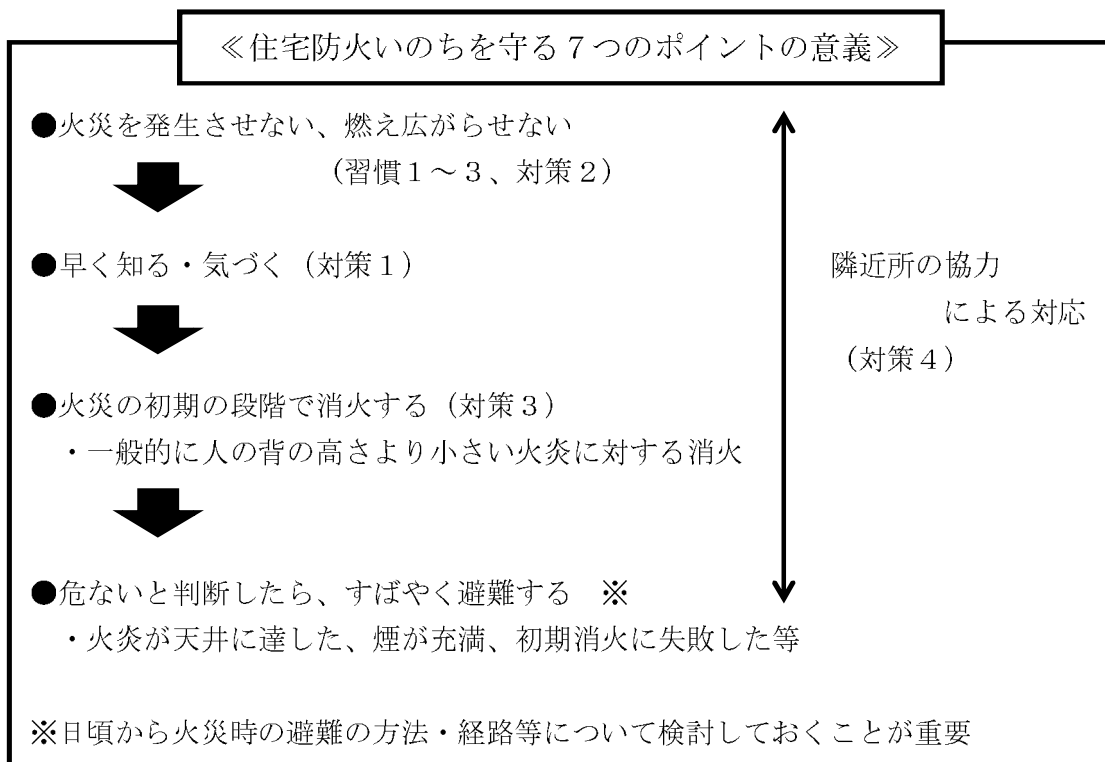 ≪住宅防火いのちを守る７つのポイントの意義≫
●火災を発生させない、燃え広がらせない
（習慣１～３、対策２）
●早く知る・気づく（対策１）
●火災の初期の段階で消火する（対策３）
・一般的に人の背の高さより小さい火炎に対する消火
●危ないと判断したら、すばやく避難する　※
・火炎が天井に達した、煙が充満、初期消火に失敗した等
隣近所の協力
による対応
（対策４）
※日頃から火災時の避難の方法・経路等について検討しておくことが重要